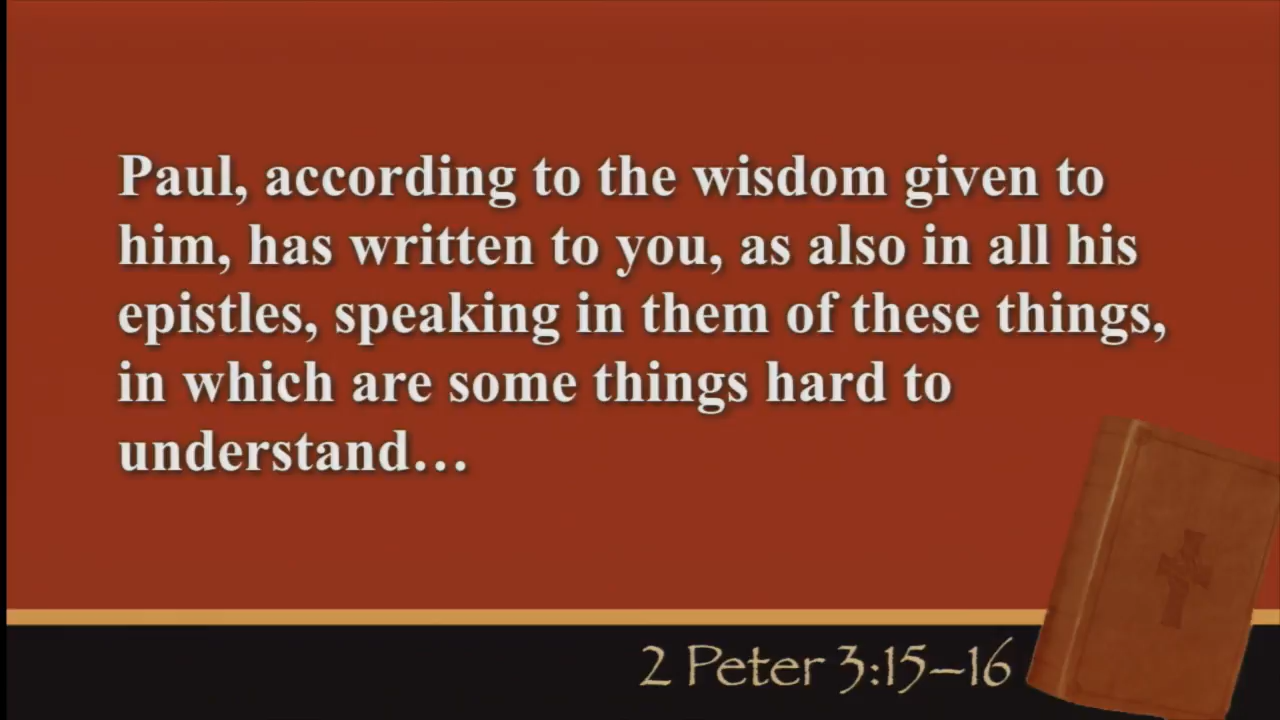 Paul, according to the wisdom given to
him, has written to you, as also in all his
epistles, speaking in them of these things,
in which are some things hard to
understand…
2 Peter 3:15–16